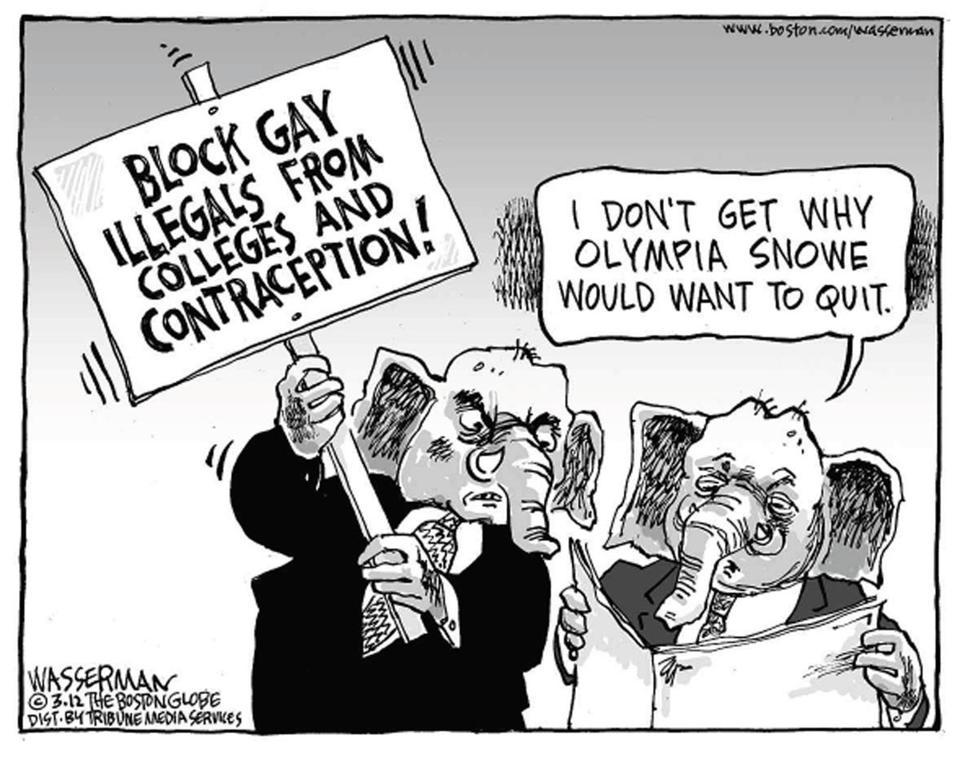 www.boston.com/wasserman
BLOCK GAY
ILLEGALS FROM
COLLEGES AND
CONTRACEPTION!
I DON'T GET WHY
OLYMPIA SNOWE
WOULD WANT TO QUIT.
WASSERMAN
© 3.12 THE BOSTON GLOBE
DIST. BY TRIBUNE MEDIA SERVICES